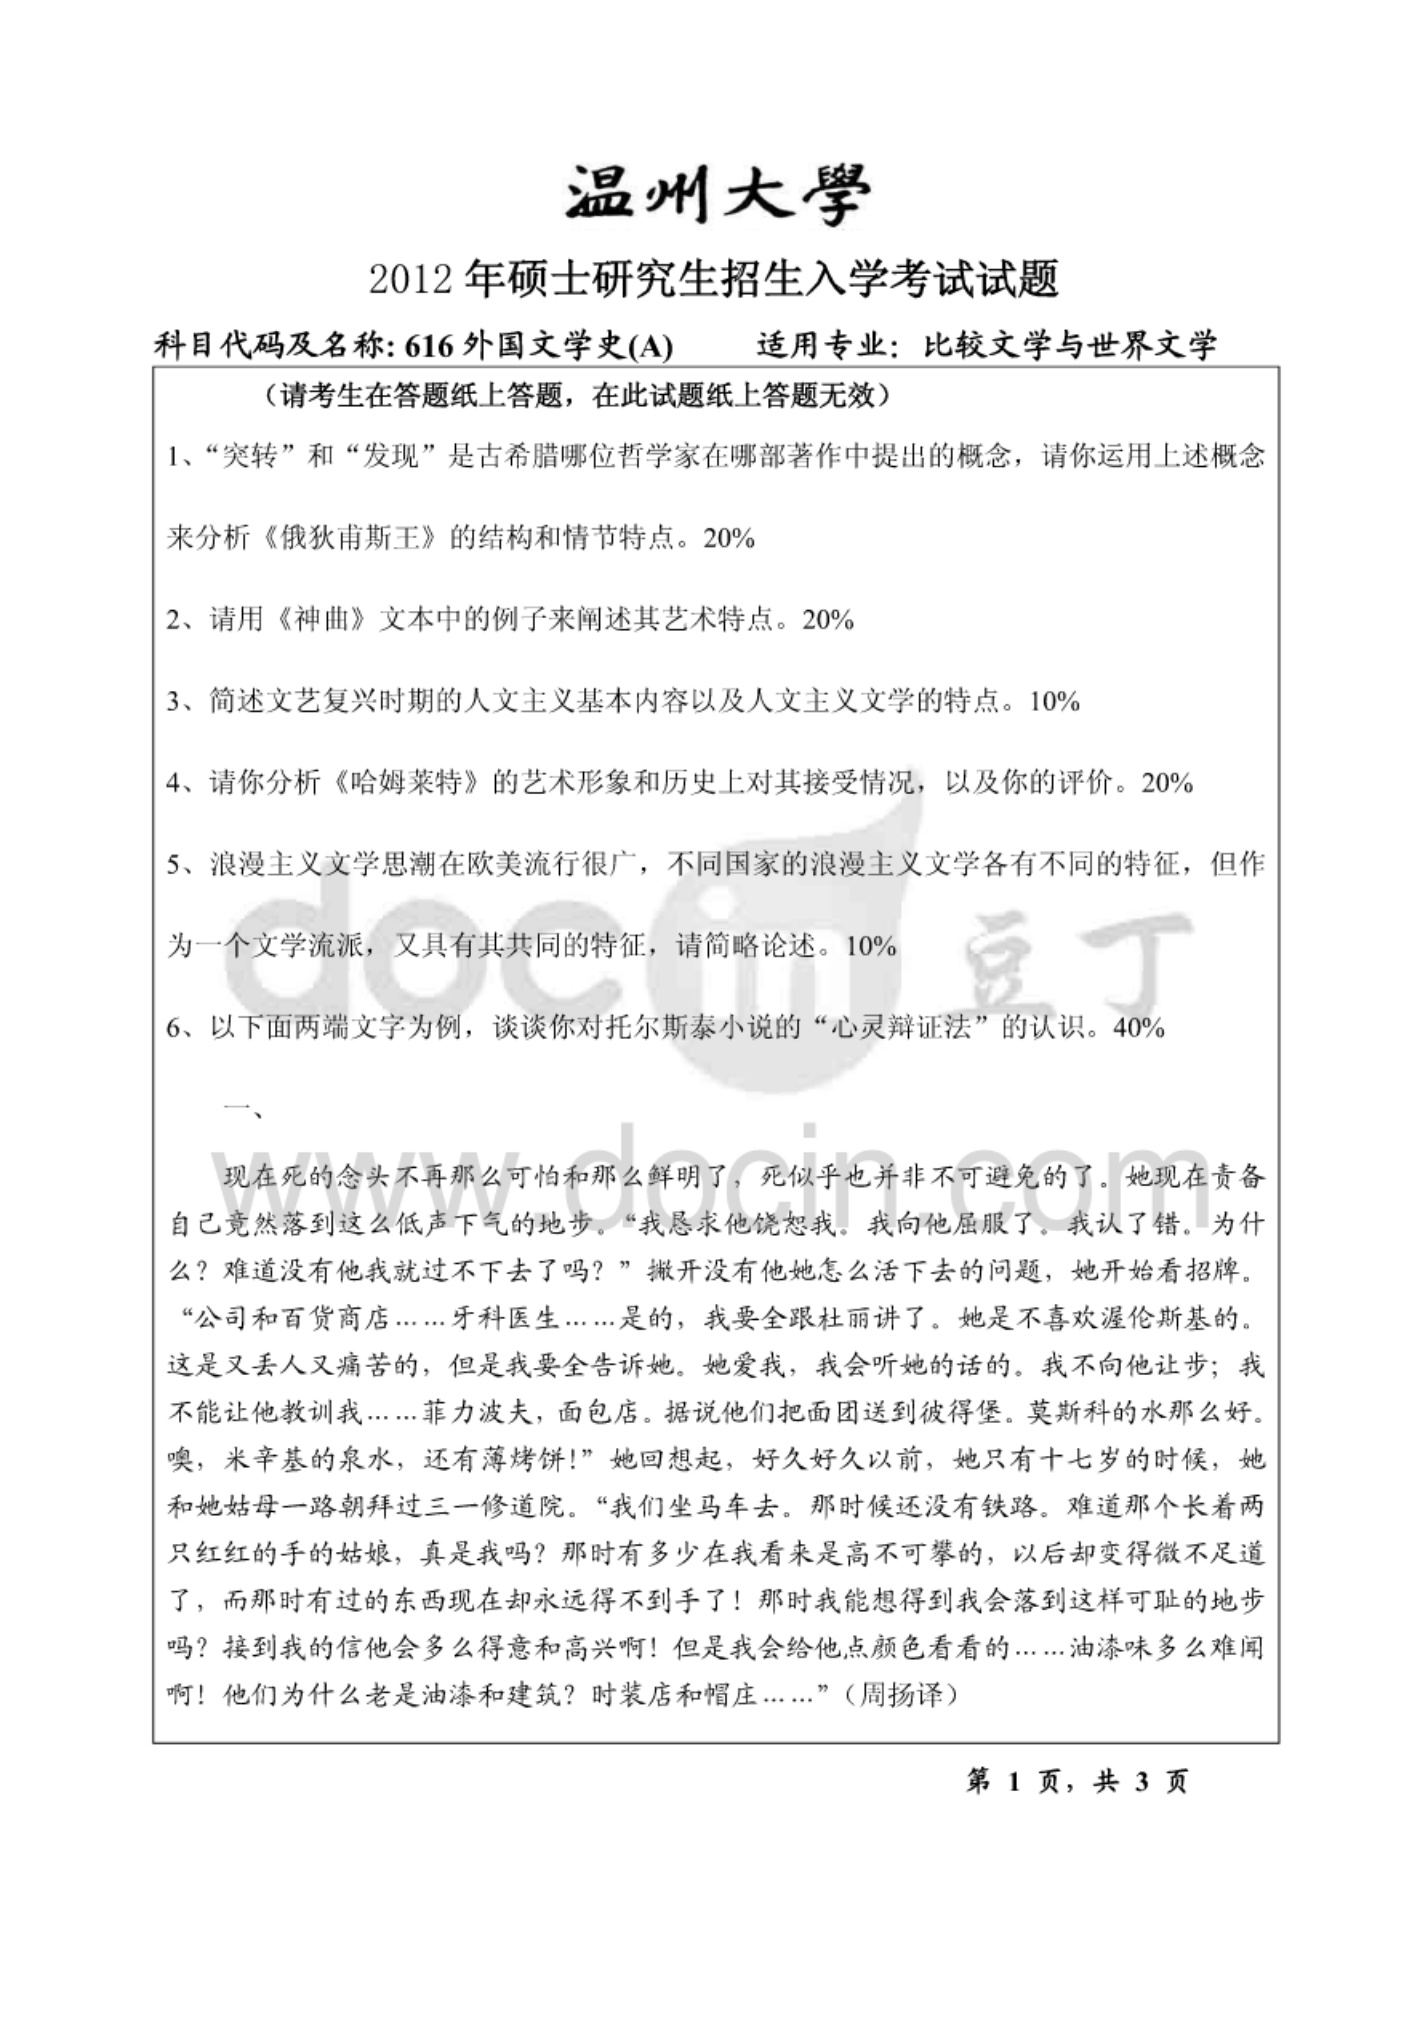 温州大學
2012 年硕士研究生招生入学考试试题
科目代码及名称: 616 外国文学史(A) 适用专业：比较文学与世界文学
（请考生在答题纸上答题，在此试题纸上答题无效）
1、“突转”和“发现”是古希腊哪位哲学家在哪部著作中提出的概念，请你运用上述概念
来分析《俄狄甫斯王》的结构和情节特点。20%
2、请用《神曲》文本中的例子来阐述其艺术特点。20%
3、简述文艺复兴时期的人文主义基本内容以及人文主义文学的特点。10%
4、请你分析《哈姆莱特》的艺术形象和历史上对其接受情况，以及你的评价。20%
5、浪漫主义文学思潮在欧美流行很广，不同国家的浪漫主义文学各有不同的特征，但作
为一个文学流派，又具有其共同的特征，请简略论述。10%
6、以下面两端文字为例，谈谈你对托尔斯泰小说的“心灵辩证法”的认识。40%
一、
现在死的念头不再那么可怕和那么鲜明了，死似乎也并非不可避免的了。她现在责备
自己竟然落到这么低声下气的地步。“我恳求他饶恕我。我向他屈服了。我认了错。为什
么？难道没有他我就过不下去了吗？”撇开没有他她怎么活下去的问题，她开始看招牌。
“公司和百货商店……牙科医生……是的，我要全跟杜丽讲了。她是不喜欢渥伦斯基的。
这是又丢人又痛苦的，但是我要全告诉她。她爱我，我会听她的话的。我不向他让步；我
不能让他教训我……菲力波夫，面包店。据说他们把面团送到彼得堡。莫斯科的水那么好。
噢，米辛基的泉水，还有薄烤饼！”她回想起，好久好久以前，她只有十七岁的时候，她
和她姑母一路朝拜过三一修道院。“我们坐马车去。那时候还没有铁路。难道那个长着两
只红红的手的姑娘，真是我吗？那时有多少在我看来是高不可攀的，以后却变得微不足道
了，而那时有过的东西现在却永远得不到手了！那时我能想得到我会落到这样可耻的地步
吗？接到我的信他会多么得意和高兴啊！但是我会给他点颜色看看的……油漆味多么难闻
啊！他们为什么老是油漆和建筑？时装店和帽庄……”（周扬译）
第 1 页，共 3 页
docin 豆丁
www.docin.com